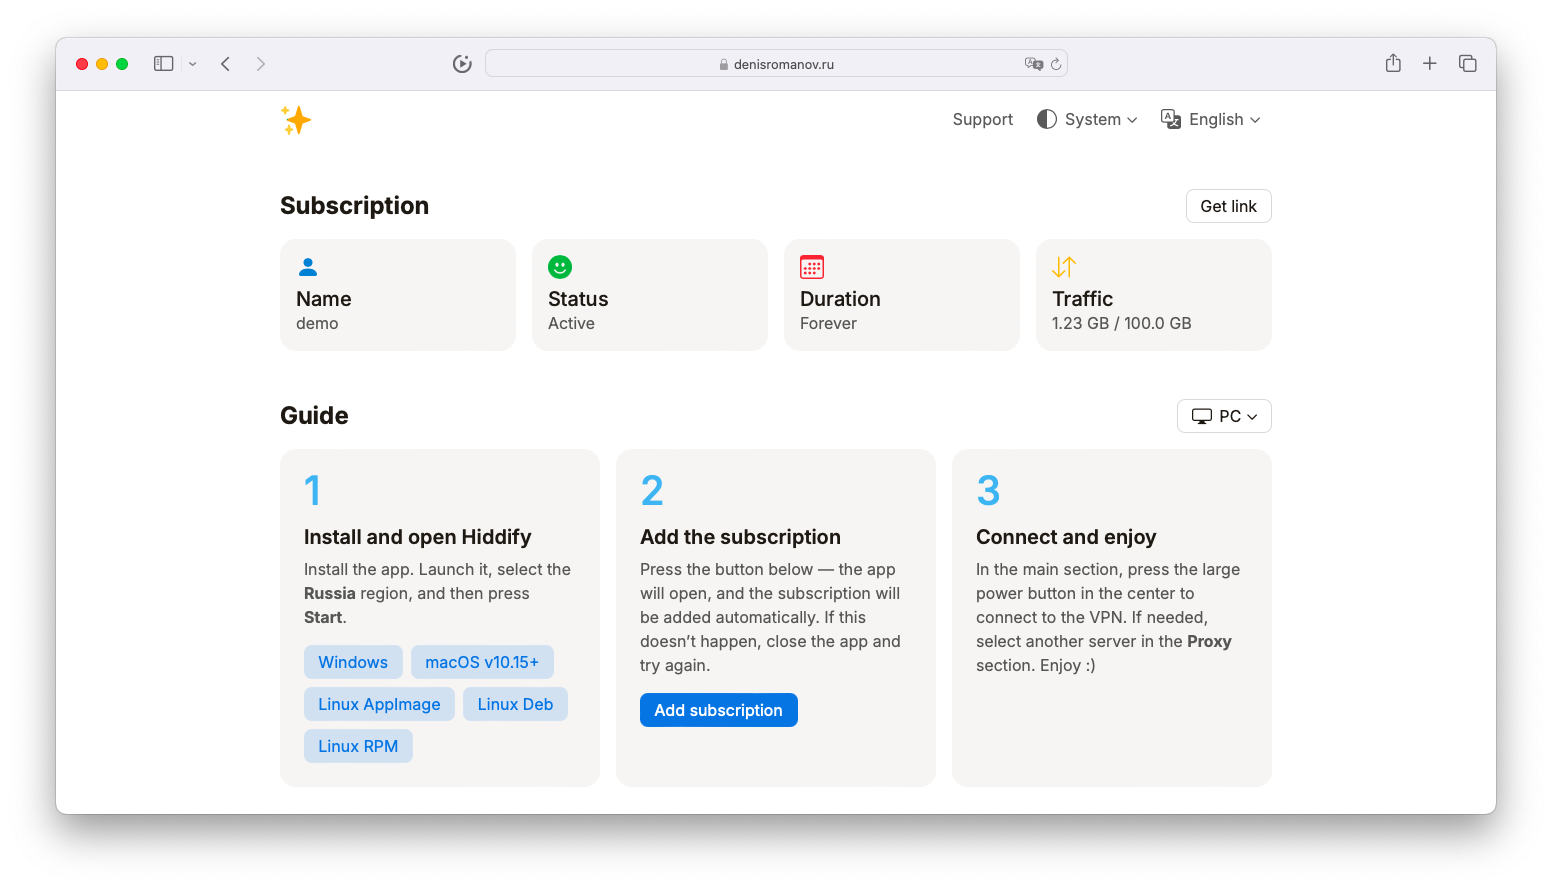 denisromanov.ru
Support System English
Subscription
Get link
Name
demo
Status
Active
Duration
Forever
Traffic
1.23 GB / 100.0 GB
Guide
PC
1
Install and open Hiddify
Install the app. Launch it, select the
Russia region, and then press
Start.
Windows macOS v10.15+
Linux AppImage Linux Deb
Linux RPM
2
Add the subscription
Press the button below — the app
will open, and the subscription will
be added automatically. If this
doesn’t happen, close the app and
try again.
Add subscription
3
Connect and enjoy
In the main section, press the large
power button in the center to
connect to the VPN. If needed,
select another server in the Proxy
section. Enjoy :)